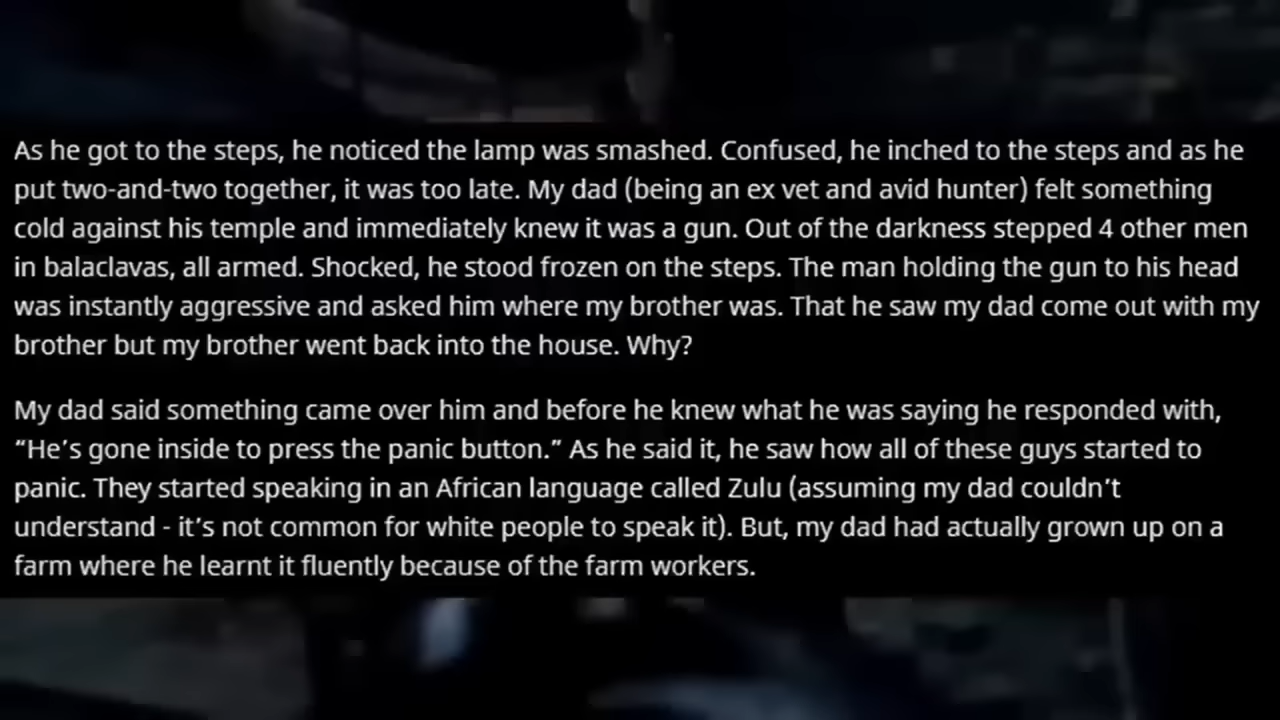 As he got to the steps, he noticed the lamp was smashed. Confused, he inched to the steps and as he
put two-and-two together, it was too late. My dad (being an ex vet and avid hunter) felt something
cold against his temple and immediately knew it was a gun. Out of the darkness stepped 4 other men
in balaclavas, all armed. Shocked, he stood frozen on the steps. The man holding the gun to his head
was instantly aggressive and asked him where my brother was. That he saw my dad come out with my
brother but my brother went back into the house. Why?
My dad said something came over him and before he knew what he was saying he responded with,
“He’s gone inside to press the panic button.” As he said it, he saw how all of these guys started to
panic. They started speaking in an African language called Zulu (assuming my dad couldn’t
understand - it’s not common for white people to speak it). But, my dad had actually grown up on a
farm where he learnt it fluently because of the farm workers.